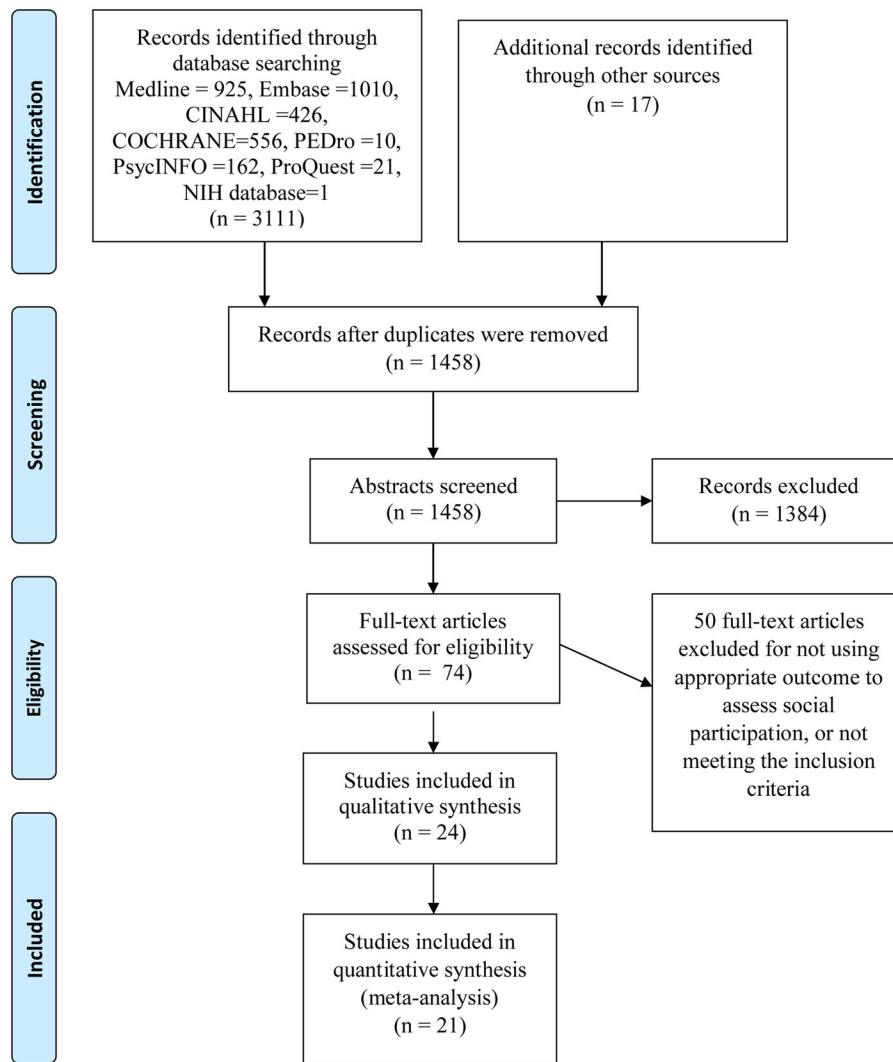 Identification
Records identified through
database searching
Medline = 925, Embase =1010,
CINAHL =426,
COCHRANE=556, PEDro =10,
PsycINFO =162, ProQuest =21,
NIH database=1
(n = 3111)
Additional records identified
through other sources
(n = 17)
Screening
Records after duplicates were removed
(n = 1458)
Abstracts screened
(n = 1458)
Records excluded
(n = 1384)
Eligibility
Full-text articles
assessed for eligibility
(n = 74)
50 full-text articles
excluded for not using
appropriate outcome to
assess social
participation, or not
meeting the inclusion
criteria
Studies included in
qualitative synthesis
(n = 24)
Included
Studies included in
quantitative synthesis
(meta-analysis)
(n = 21)